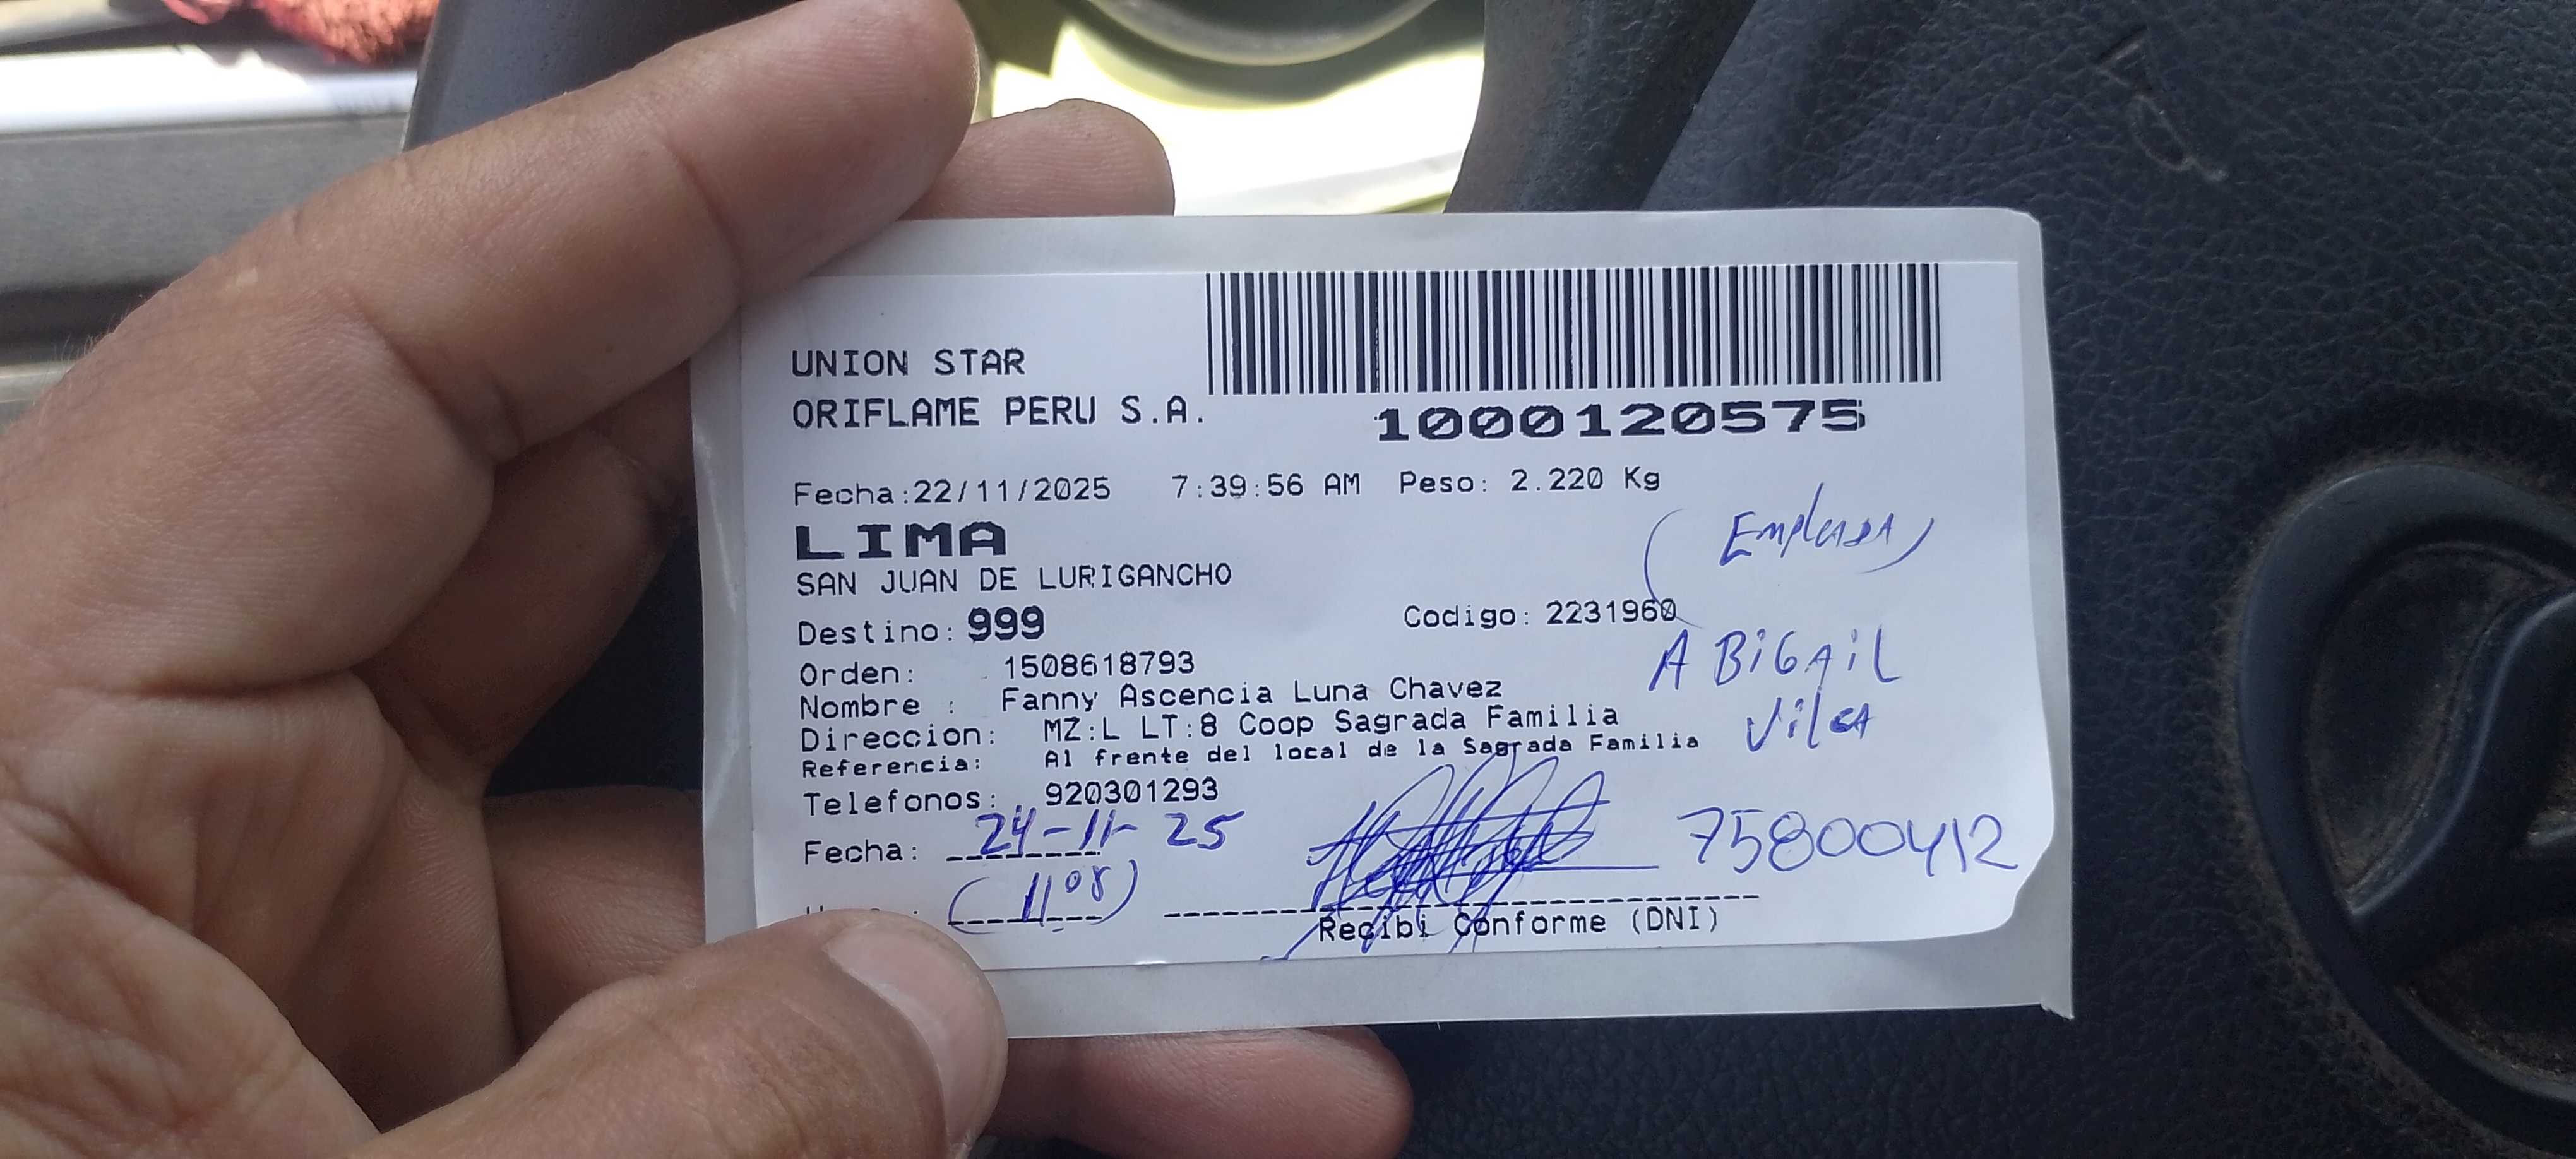 UNION STAR
ORIFLAME PERU S.A.
1000120575
Fecha:22/11/2025 7:39:56 AM Peso: 2.220 Kg
LIMA
SAN JUAN DE LURIGANCHO
Destino: 999 Codigo: 2231960
Orden: 1508618793
Nombre : Fanny Ascencia Luna Chavez
Direccion: MZ:L LT:8 Coop Sagrada Familia
Referencia: Al frente del local de la Sagrada Familia
Telefonos: 920301293
ABiGAiL
Vilca
Fecha: 24-11-25
75800412
(11°8)
Recibi Conforme (DNI)